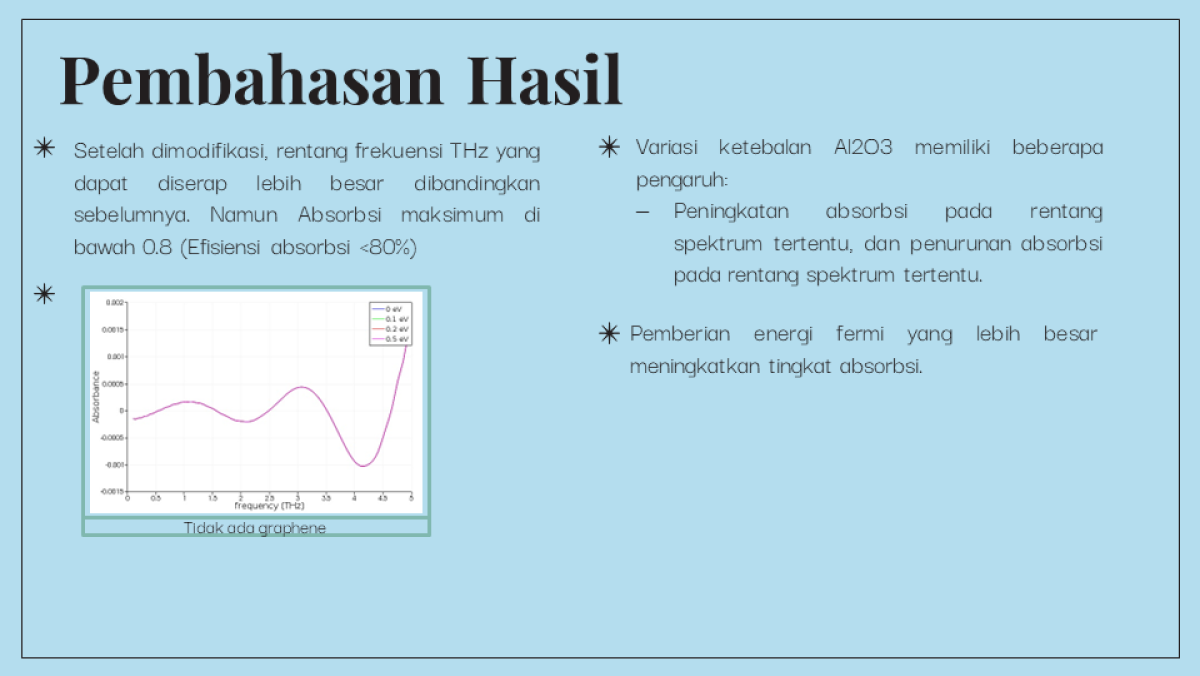 Pembahasan Hasil
Setelah dimodifikasi, rentang frekuensi THz yang
dapat diserap lebih besar dibandingkan
sebelumnya. Namun Absorbsi maksimum di
bawah 0.8 (Efisiensi absorbsi <80%)
0.002
0.0015
0.001
0.0005
0
-0.0005
-0.001
-0.0015
Absorbance
0 eV
0.1 eV
0.2 eV
0.5 eV
0 0.5 1 1.5 2 2.5 3 3.5 4 4.5 5
frequency (THz)
Tidak ada graphene
Variasi ketebalan Al2O3 memiliki beberapa
pengaruh:
– Peningkatan absorbsi pada rentang
spektrum tertentu, dan penurunan absorbsi
pada rentang spektrum tertentu.
Pemberian energi fermi yang lebih besar
meningkatkan tingkat absorbsi.